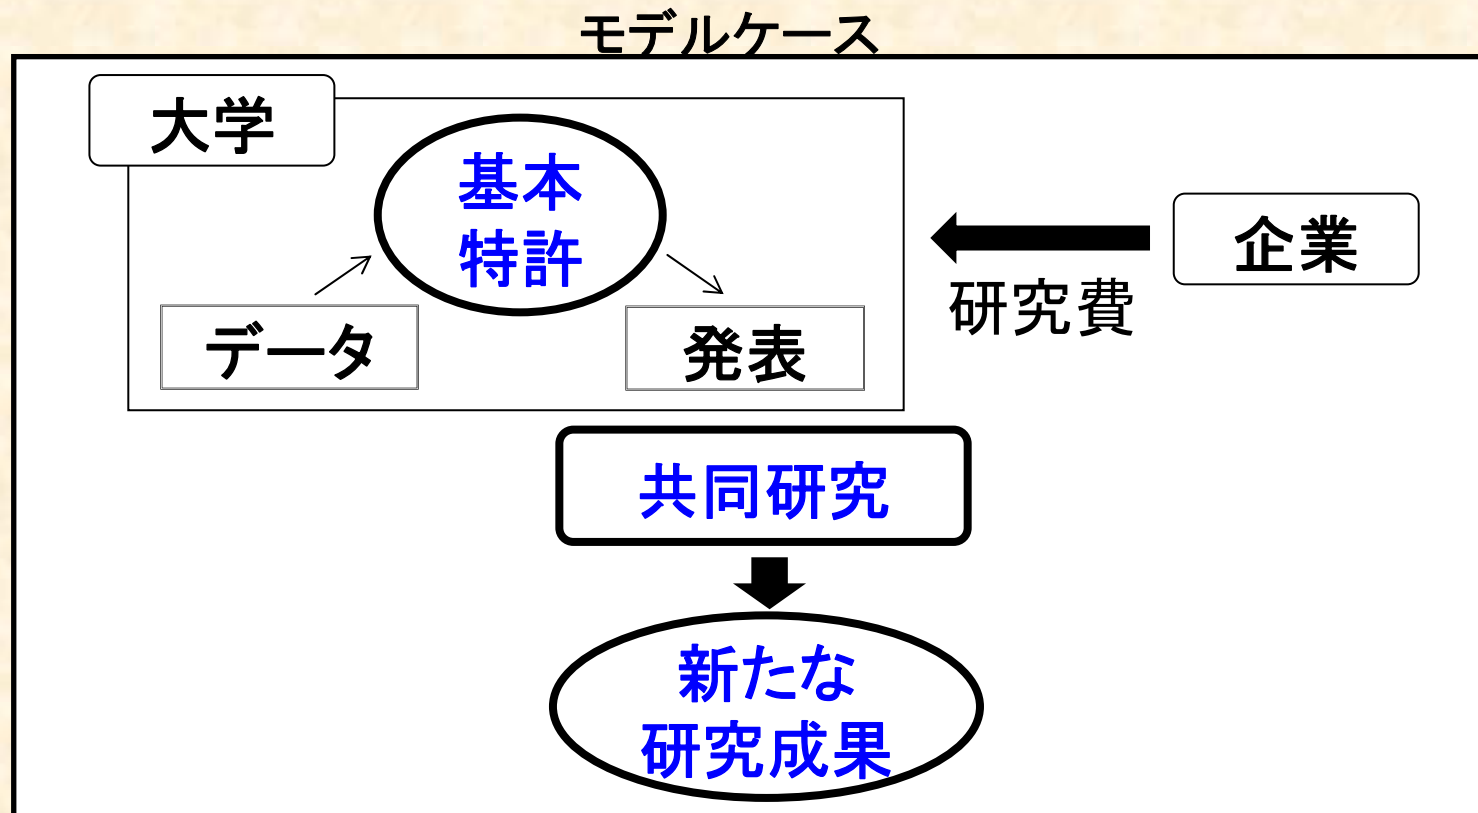 モデルケース
大学
基本
特許
データ
発表
企業
研究費
共同研究
新たな
研究成果